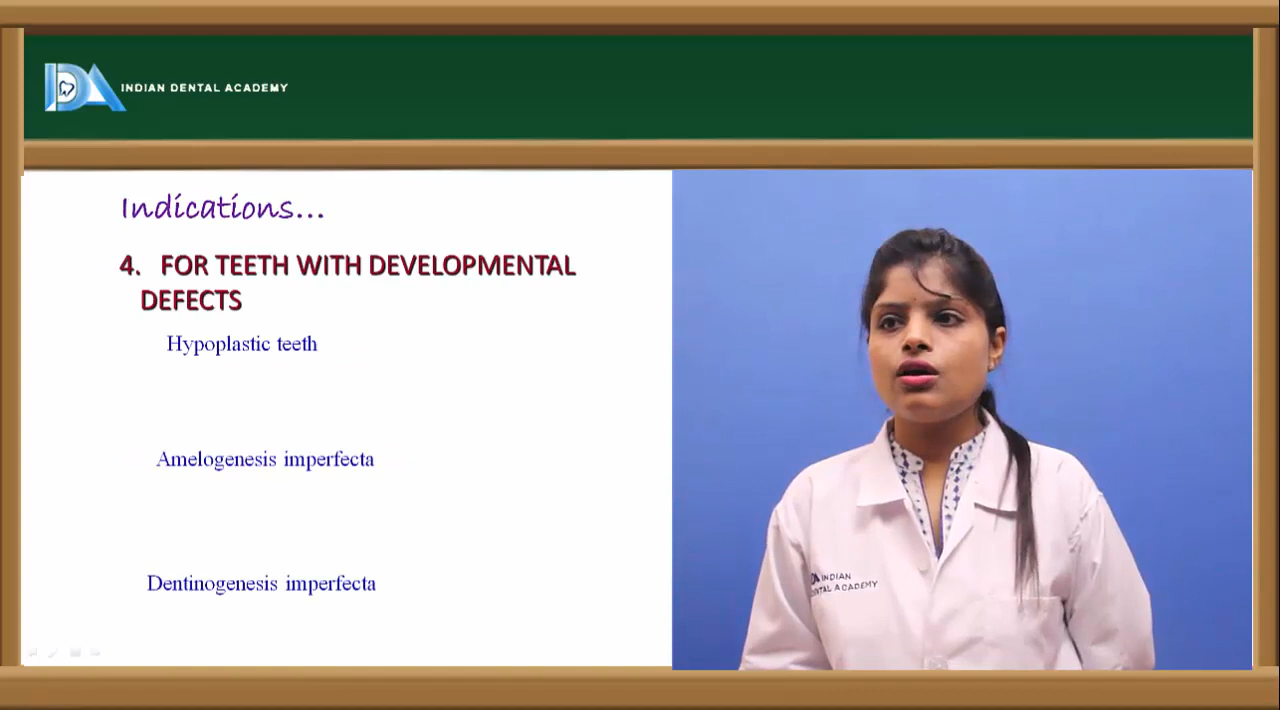 INDIAN DENTAL ACADEMY
Indications...
4. FOR TEETH WITH DEVELOPMENTAL
DEFECTS
Hypoplastic teeth
Amelogenesis imperfecta
Dentinogenesis imperfecta
INDIAN
DENTAL ACADEMY